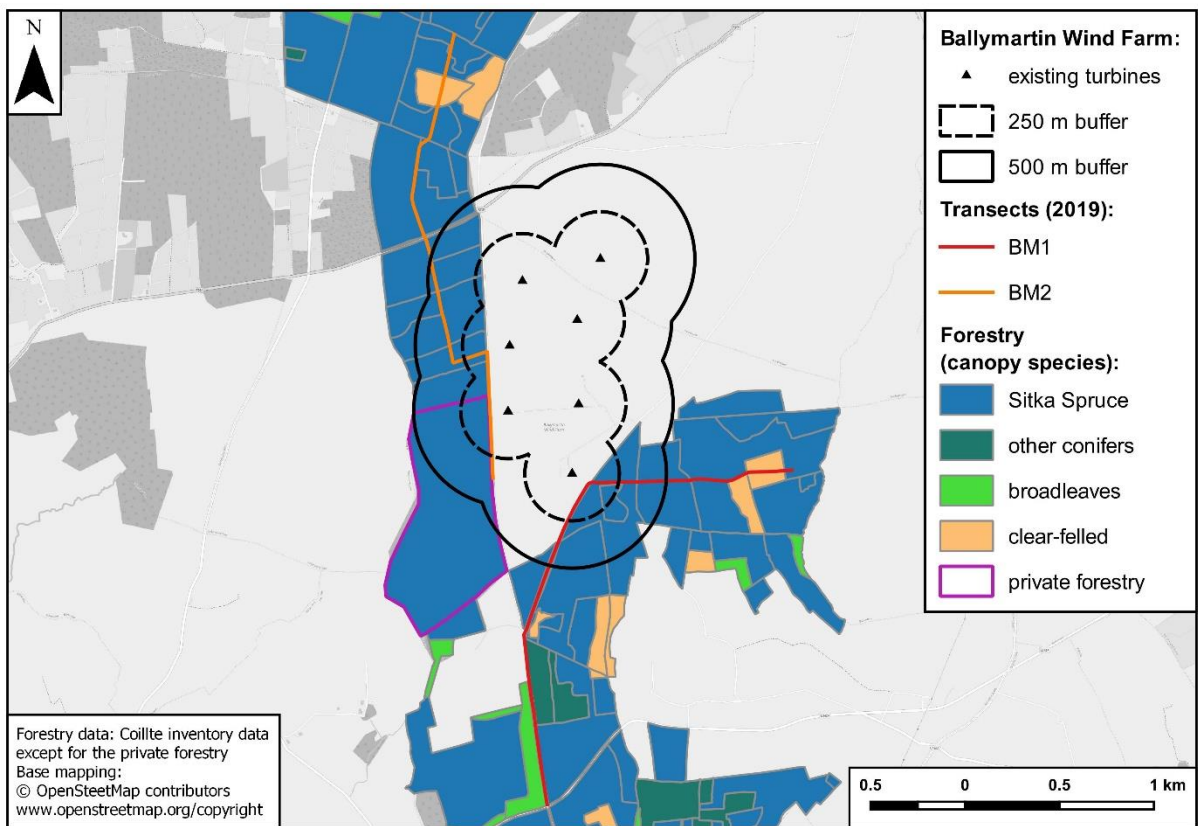 N
Ballymartin Wind Farm:
existing turbines
250 m buffer
500 m buffer
Transects (2019):
BM1
BM2
Forestry
(canopy species):
Sitka Spruce
other conifers
broadleaves
clear-felled
private forestry
Forestry data: Coillte inventory data
except for the private forestry
Base mapping:
© OpenSteetMap contributors
www.openstreetmap.org/copyright
0.5 0 0.5 1 km